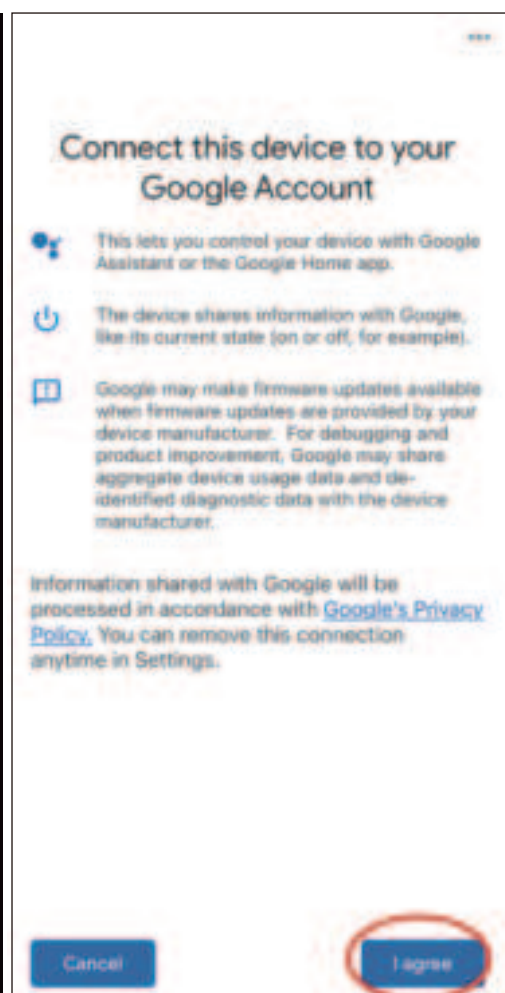 Connect this device to your
Google Account
This lets you control your device with Google
Assistant or the Google Home app.
The device shares information with Google,
like its current state (on or off, for example).
Google may make firmware updates available
when firmware updates are provided by your
device manufacturer. For debugging and
product improvement, Google may share
aggregate device usage data and de-
identified diagnostic data with the device
manufacturer.
Information shared with Google will be
processed in accordance with Google's Privacy
Policy. You can remove this connection
anytime in Settings.
Cancel
I agree